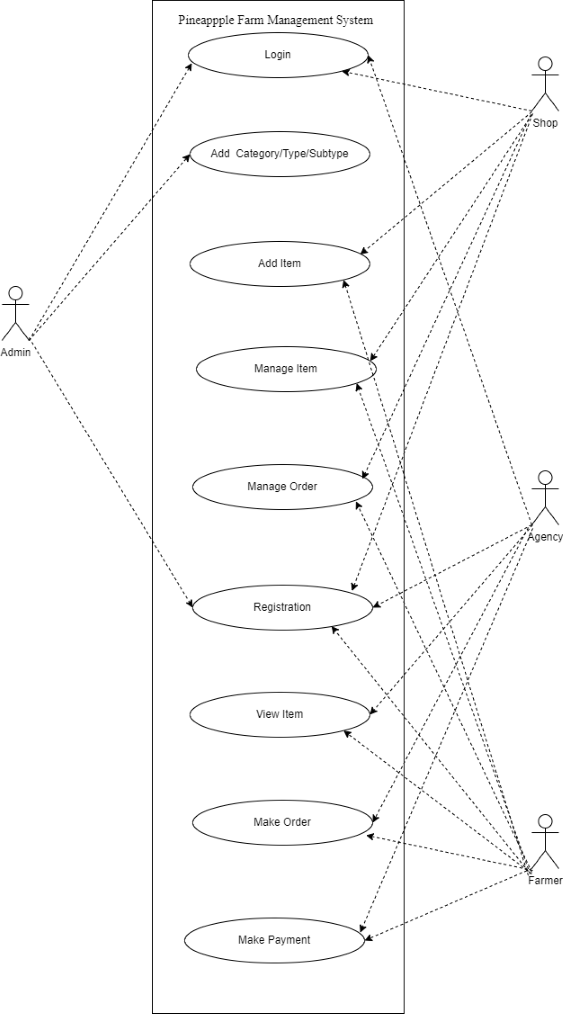 Pineappple Farm Management System
Login
Shop
Add Category/Type/Subtype
Add Item
Admin
Manage Item
Manage Order
Agency
Registration
View Item
Make Order
Farmer
Make Payment